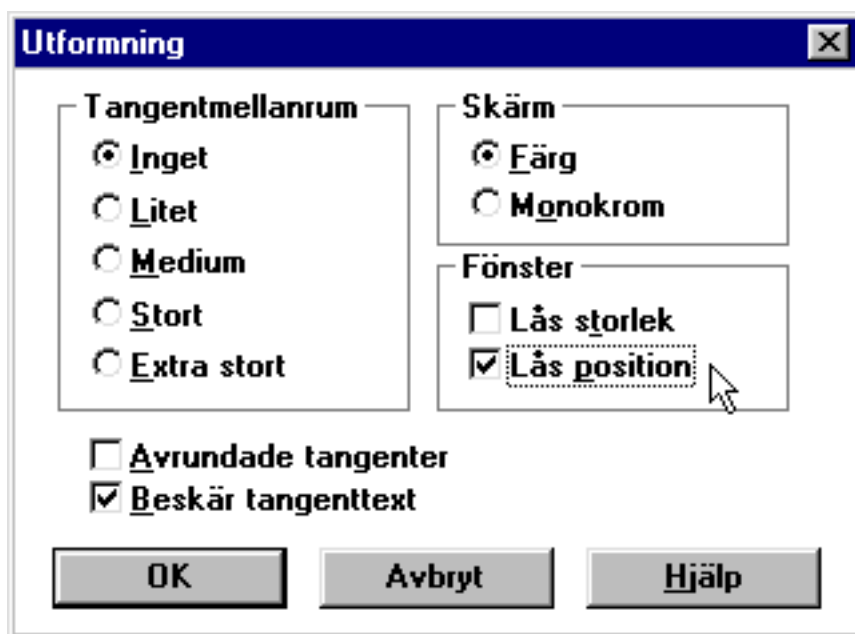 Utformning
Tangentmellanrum
Inget
Litet
Medium
Stort
Extra stort
Skärm
Färg
Monokrom
Fönster
Lås storlek
Lås position
Avrundade tangenter
Beskär tangenttext
OK
Avbryt
Hjälp